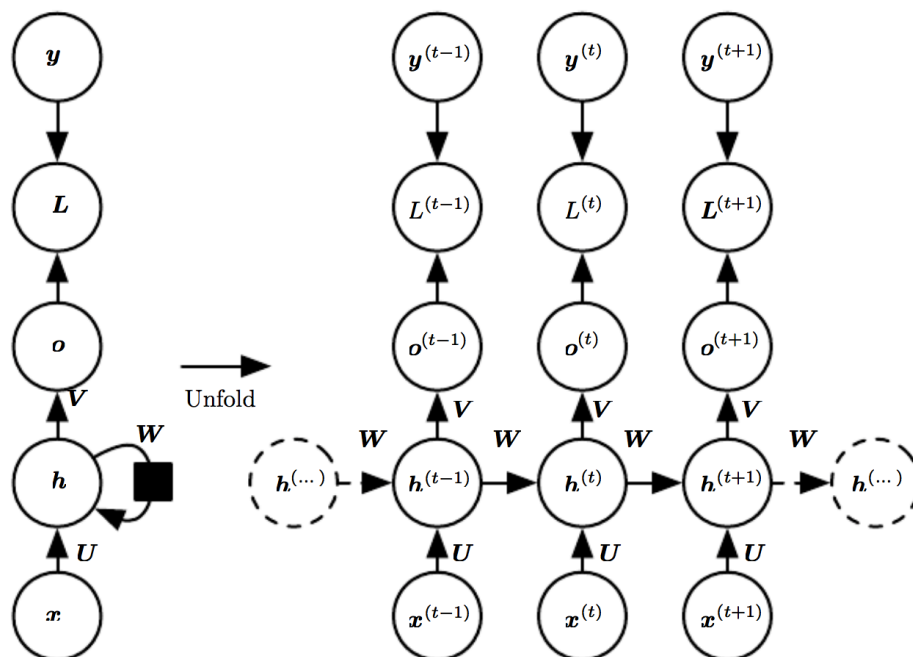 y y^(t−1) y^(t) y^(t+1)
L L^(t−1) L^(t) L^(t+1)
o o^(t−1) o^(t) o^(t+1)
Unfold
V V V V
W W W W W
h h^(...) h^(t−1) h^(t) h^(t+1) h^(...)
U U U U
x x^(t−1) x^(t) x^(t+1)